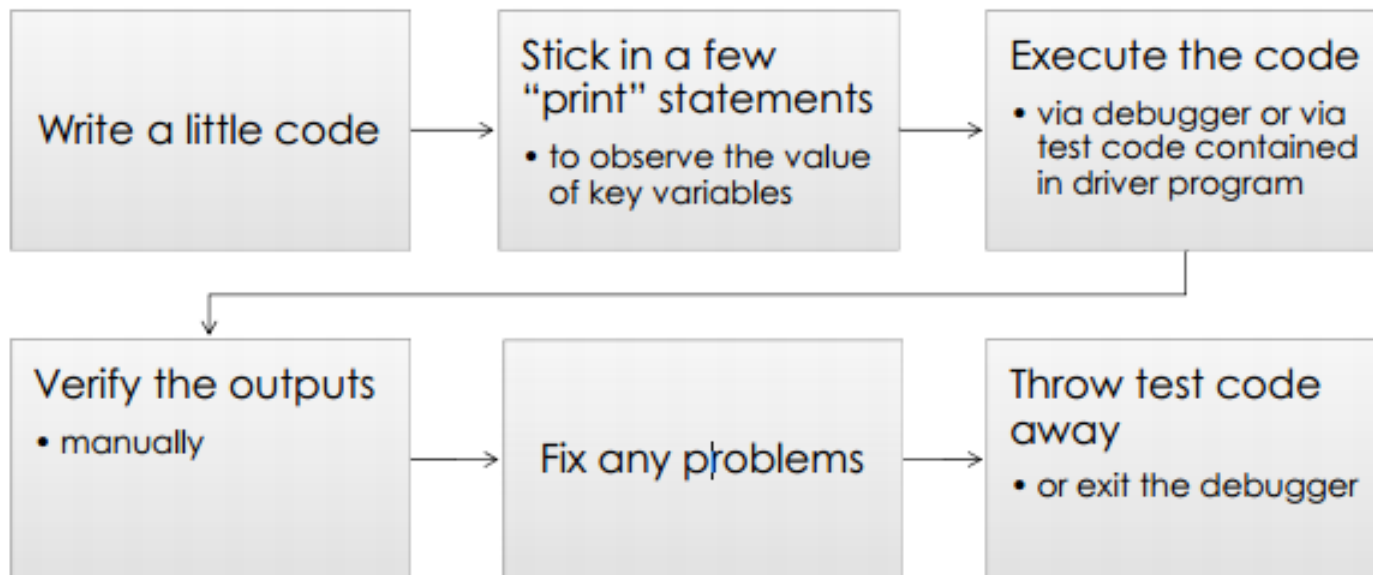 Write a little code
Stick in a few
“print” statements
• to observe the value
of key variables
Execute the code
• via debugger or via
test code contained
in driver program
Verify the outputs
• manually
Fix any problems
Throw test code
away
• or exit the debugger